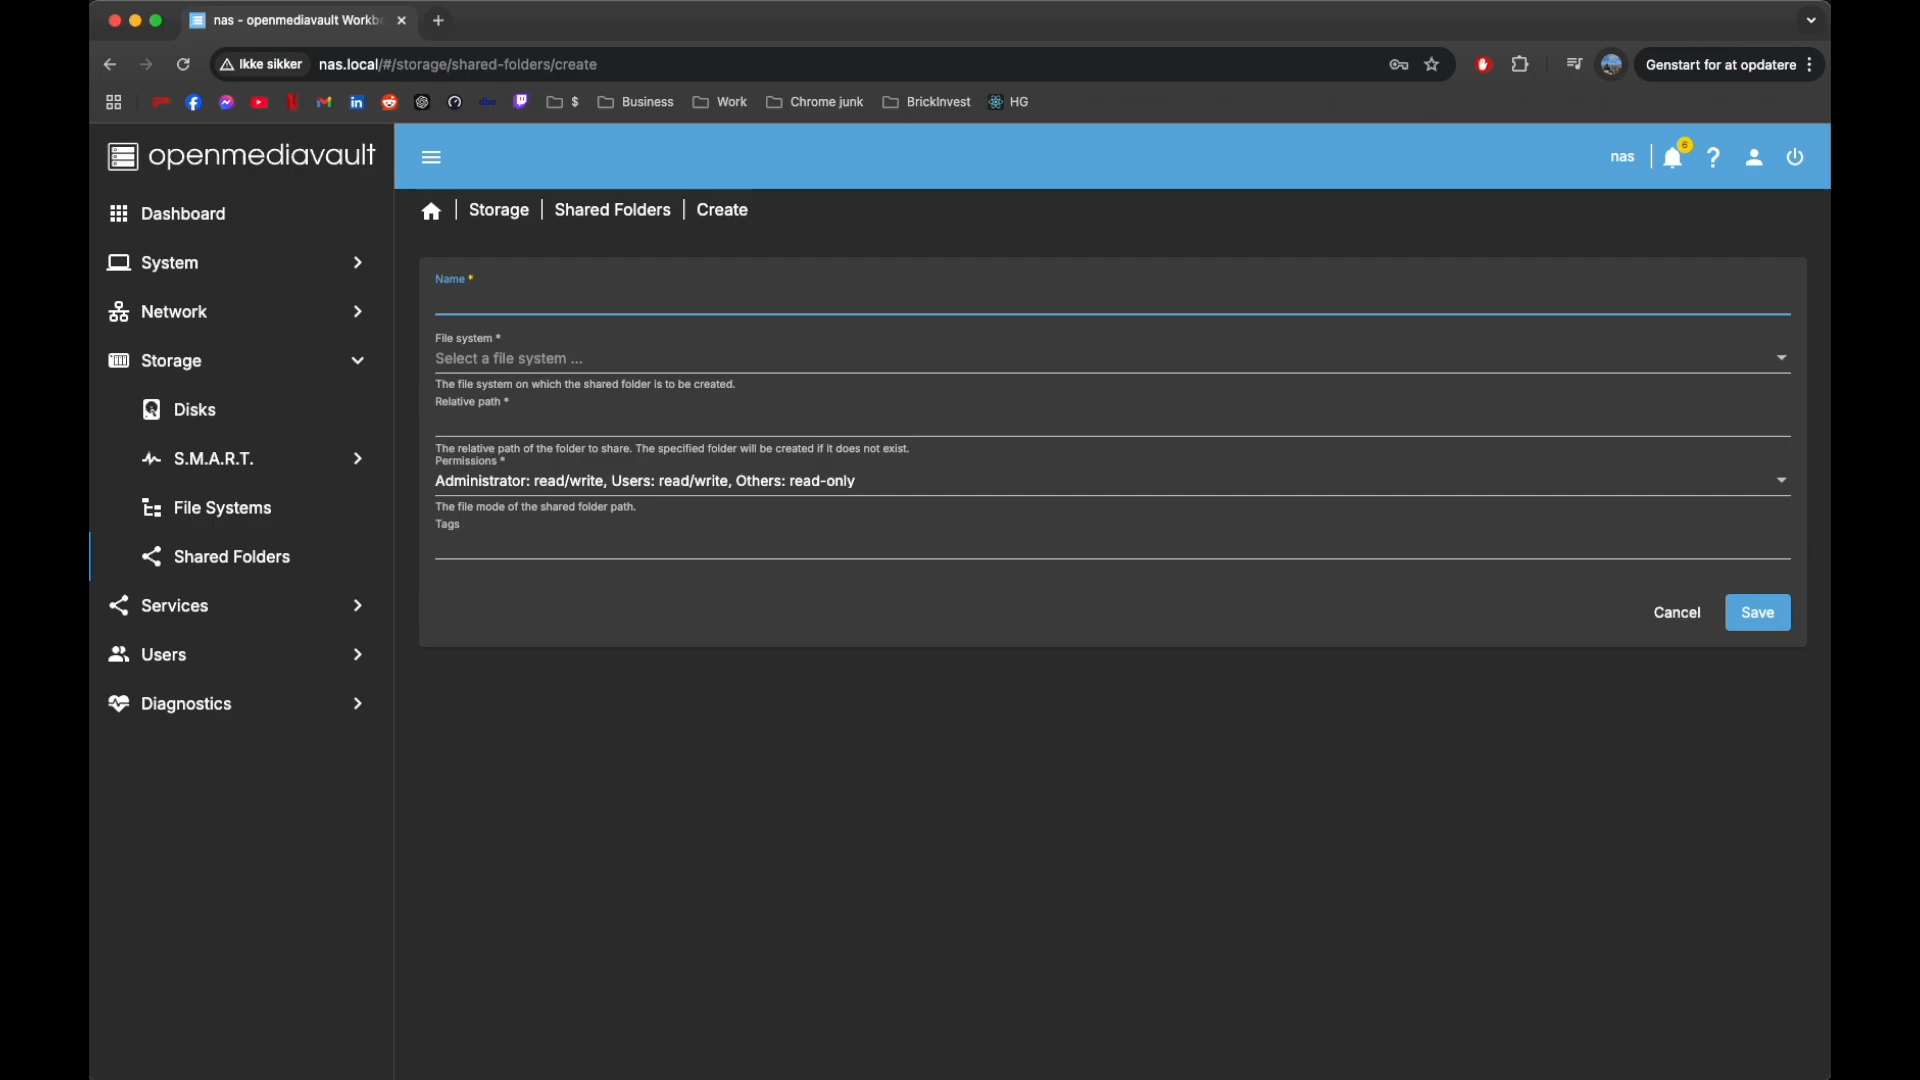 nas - openmediavault Workbe
Ikke sikker nas.local/#/storage/shared-folders/create Genstart for at opdatere
$ Business Work Chrome junk BrickInvest HG
openmediavault
nas 6 ?
Dashboard
System
Network
Storage
Disks
S.M.A.R.T.
File Systems
Shared Folders
Services
Users
Diagnostics
Storage | Shared Folders | Create
Name *
File system *
Select a file system ...
The file system on which the shared folder is to be created.
Relative path *
The relative path of the folder to share. The specified folder will be created if it does not exist.
Permissions *
Administrator: read/write, Users: read/write, Others: read-only
The file mode of the shared folder path.
Tags
Cancel Save